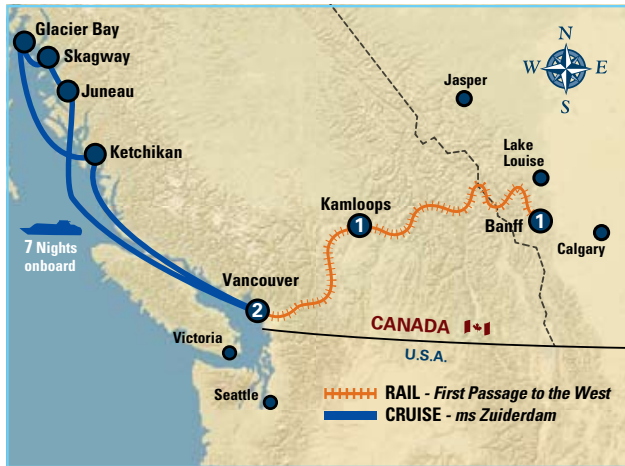 Glacier Bay
Skagway
Juneau
Ketchikan
7 Nights
onboard
N
W
E
S
Jasper
Lake
Louise
Kamloops
1
Banff
1
Calgary
Vancouver
2
CANADA
U.S.A.
Victoria
Seattle
RAIL - First Passage to the West
CRUISE - ms Zuiderdam